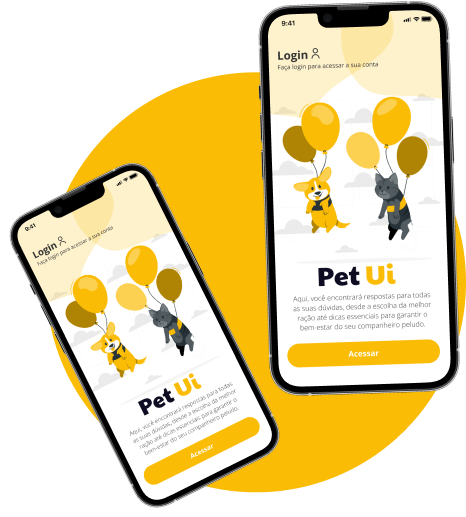 9:41
Login
Faça login para acessar a sua conta
Pet Ui
Aqui, você encontrará respostas para todas
as suas dúvidas, desde a escolha da melhor
ração até dicas essenciais para garantir o
bem-estar do seu companheiro peludo.
Acessar
9:41
Login
Faça login para acessar a sua conta
Pet Ui
Aqui, você encontrará respostas para todas
as suas dúvidas, desde a escolha da melhor
ração até dicas essenciais para garantir o
bem-estar do seu companheiro peludo.
Acessar